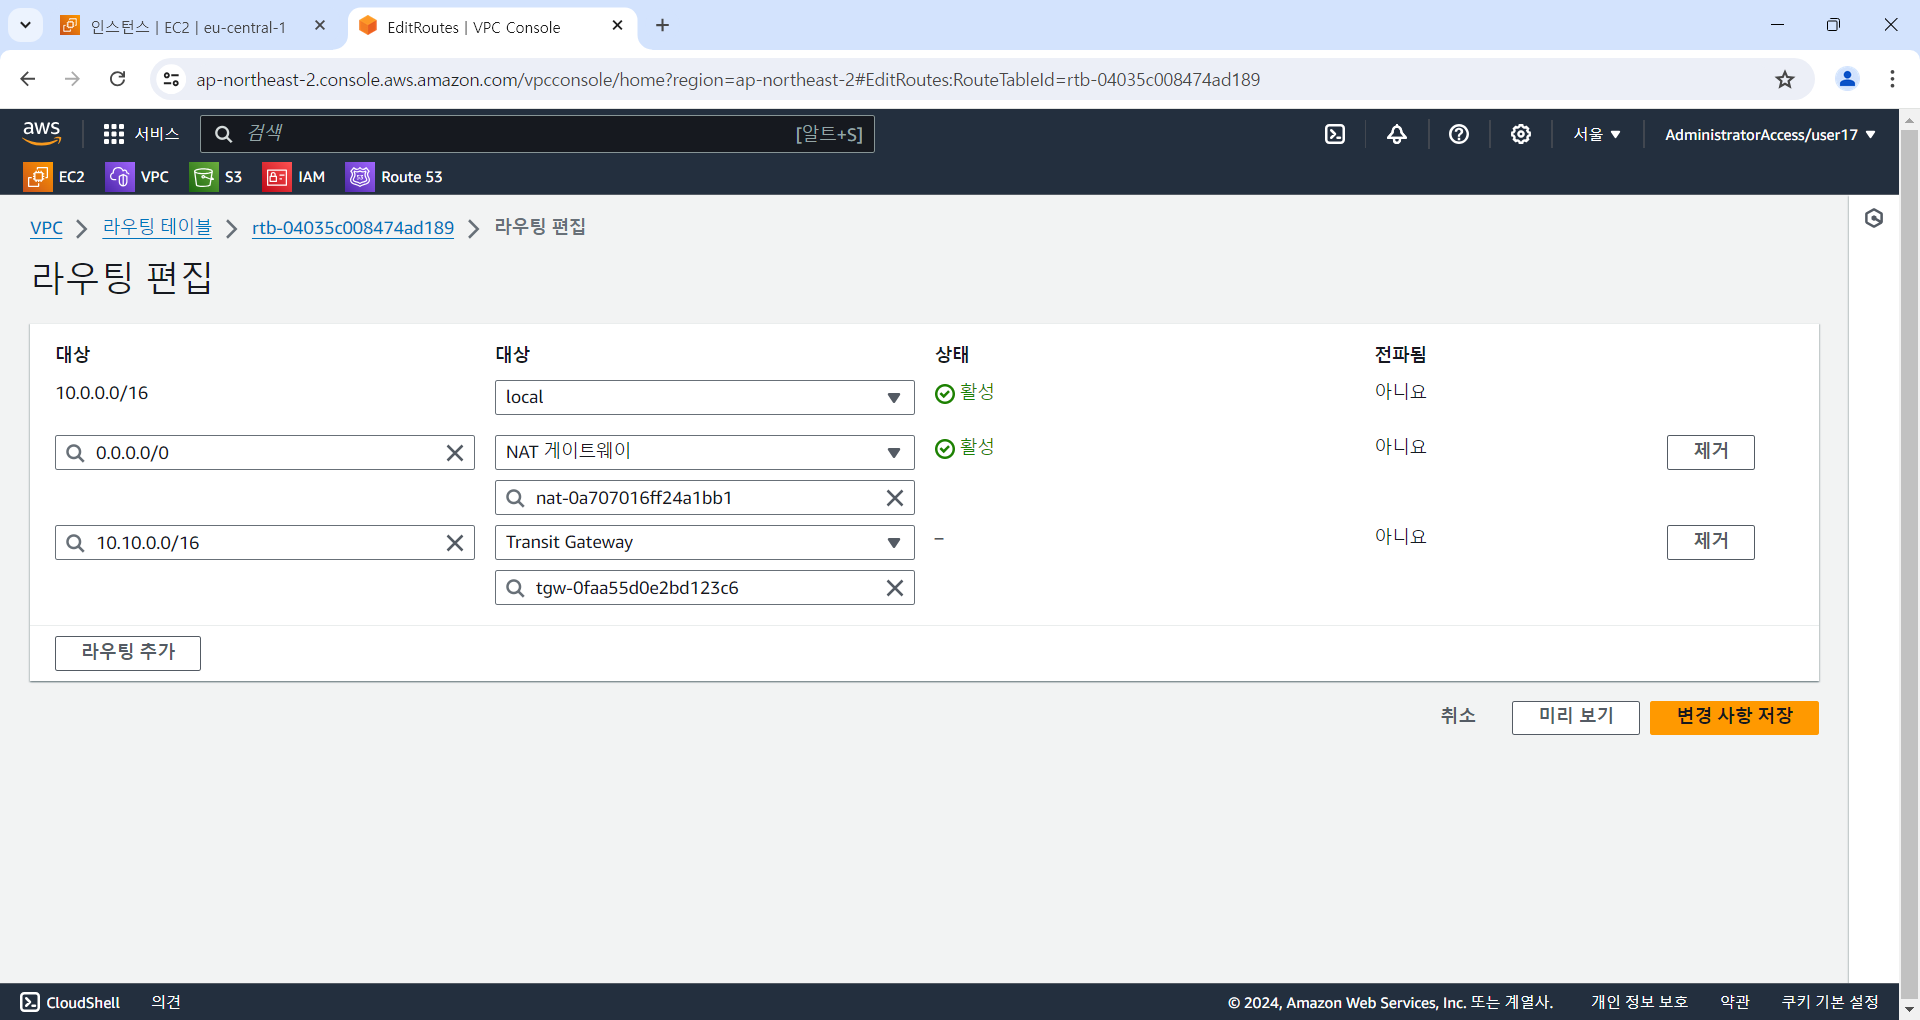 인스턴스 | EC2 | eu-central-1
EditRoutes | VPC Console
ap-northeast-2.console.aws.amazon.com/vpcconsole/home?region=ap-northeast-2#EditRoutes:RouteTableId=rtb-04035c008474ad189
aws
서비스
검색
[알트+S]
서울
AdministratorAccess/user17
EC2
VPC
S3
IAM
Route 53
VPC
라우팅 테이블
rtb-04035c008474ad189
라우팅 편집
라우팅 편집
대상
대상
상태
전파됨
10.0.0.0/16
local
활성
아니요
0.0.0.0/0
NAT 게이트웨이
활성
아니요
제거
nat-0a707016ff24a1bb1
10.10.0.0/16
Transit Gateway
–
아니요
제거
tgw-0faa55d0e2bd123c6
라우팅 추가
취소
미리 보기
변경 사항 저장
CloudShell
의견
© 2024, Amazon Web Services, Inc. 또는 계열사.
개인 정보 보호
약관
쿠키 기본 설정